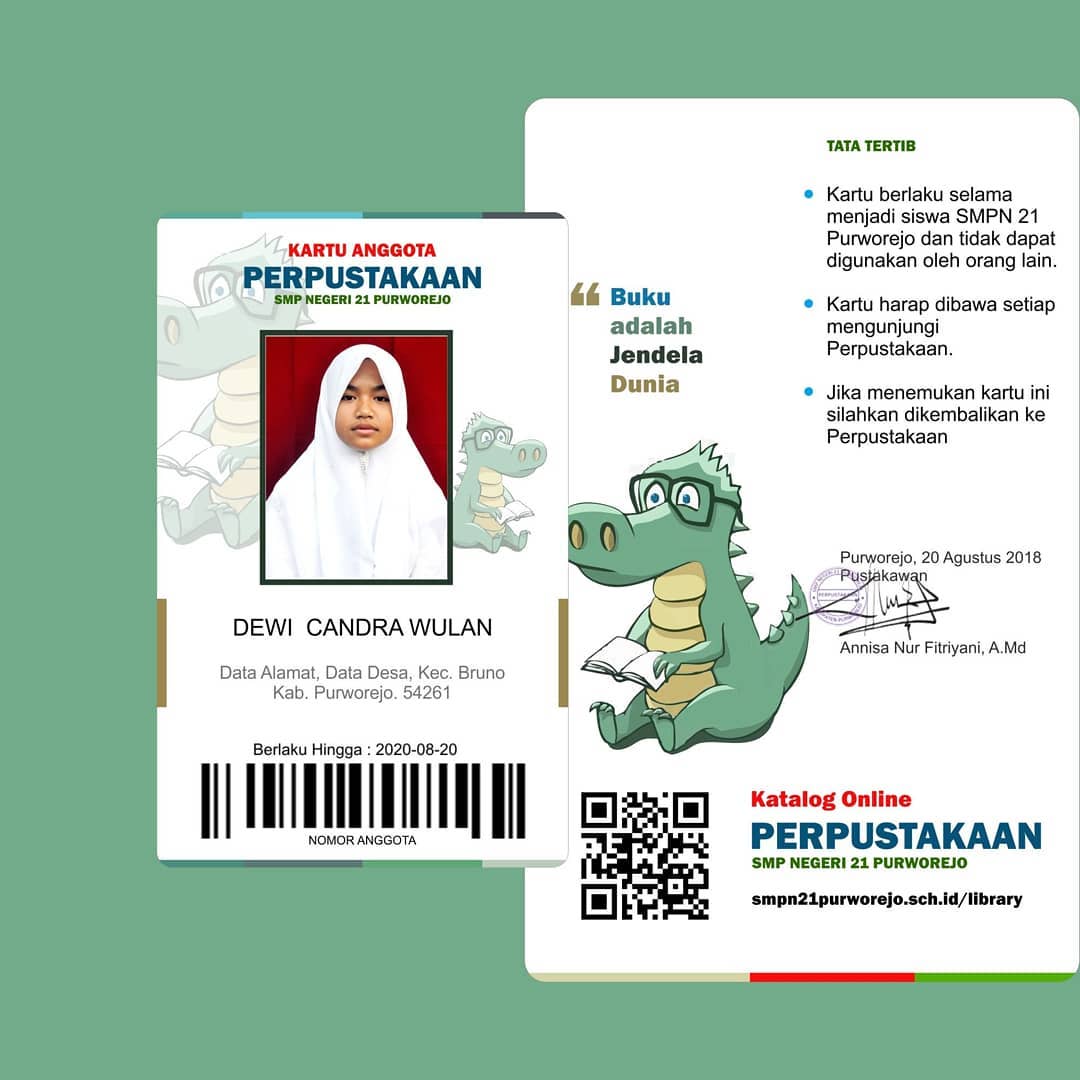 KARTU ANGGOTA
PERPUSTAKAAN
SMP NEGERI 21 PURWOREJO
DEWI CANDRA WULAN
Data Alamat, Data Desa, Kec. Bruno
Kab. Purworejo. 54261
Berlaku Hingga : 2020-08-20
NOMOR ANGGOTA
“ Buku
adalah
Jendela
Dunia
TATA TERTIB
• Kartu berlaku selama
menjadi siswa SMPN 21
Purworejo dan tidak dapat
digunakan oleh orang lain.
• Kartu harap dibawa setiap
mengunjungi
Perpustakaan.
• Jika menemukan kartu ini
silahkan dikembalikan ke
Perpustakaan
Purworejo, 20 Agustus 2018
Pustakawan
PERPUSTAKAAN
Annisa Nur Fitriyani, A.Md
Katalog Online
PERPUSTAKAAN
SMP NEGERI 21 PURWOREJO
smpn21purworejo.sch.id/library